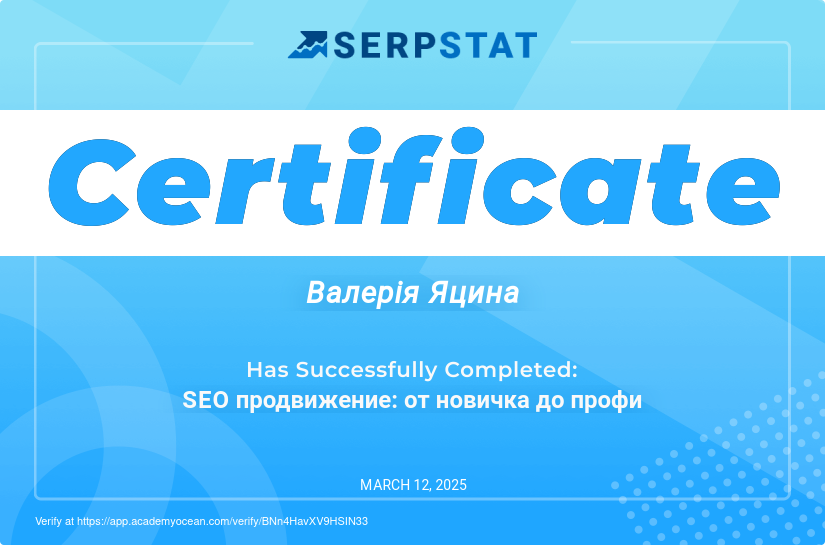 SERPSTAT
Certificate
Валерія Яцина
Has Successfully Completed:
SEO продвижение: от новичка до профи
MARCH 12, 2025
Verify at https://app.academyocean.com/verify/BNn4HavXV9HSIN33